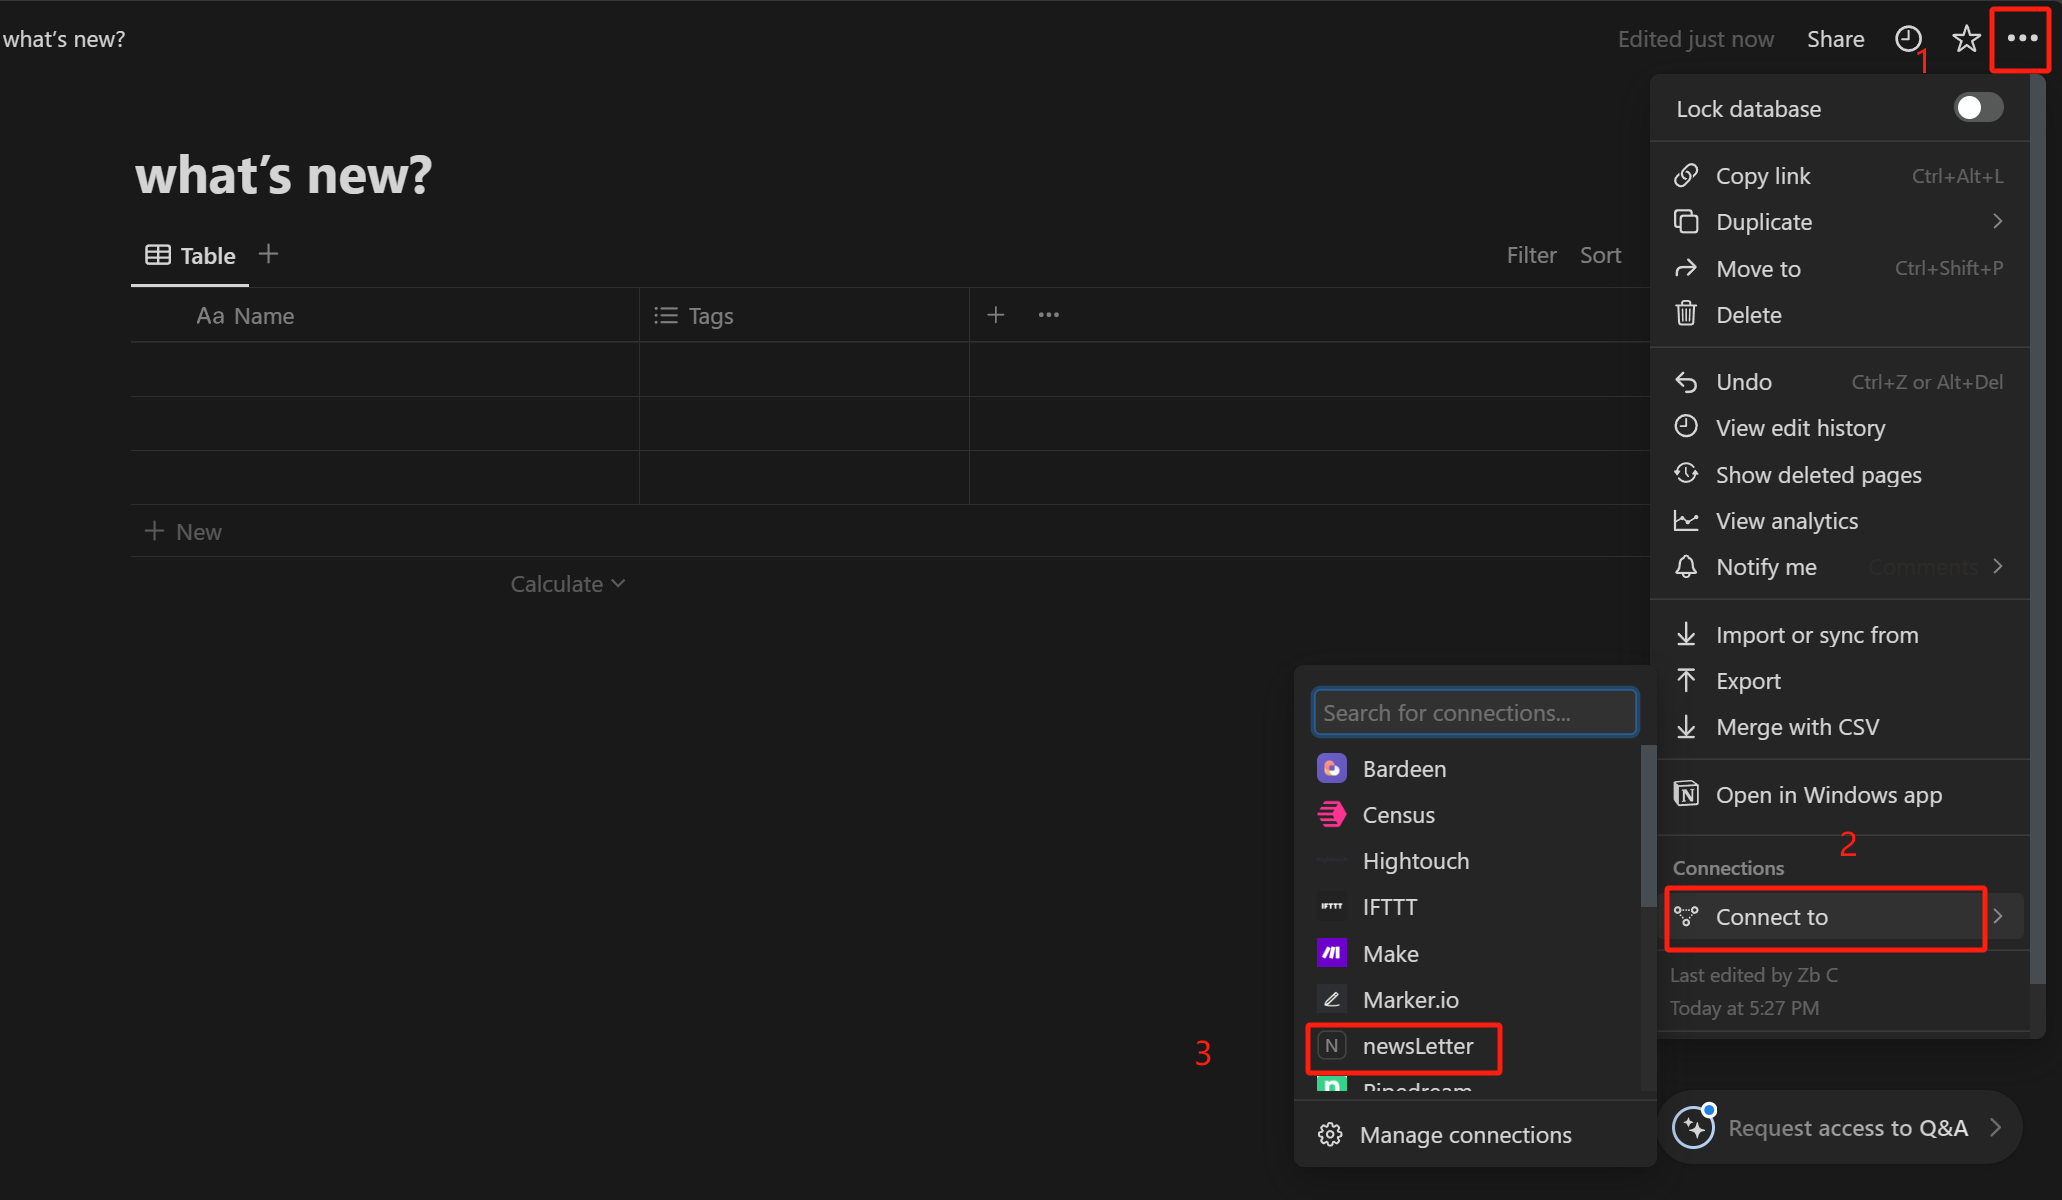 what's new?
Edited just now Share
1
what's new?
Table
Filter Sort
Aa Name Tags
New
Calculate
Lock database
Copy link Ctrl+Alt+L
Duplicate
Move to Ctrl+Shift+P
Delete
Undo Ctrl+Z or Alt+Del
View edit history
Show deleted pages
View analytics
Notify me Comments
Import or sync from
Export
Merge with CSV
Open in Windows app
2
Connections
Connect to
Last edited by Zb C
Today at 5:27 PM
Search for connections...
Bardeen
Census
Hightouch
IFTTT IFTTT
Make
Marker.io
3
N newsLetter
Pipedream
Manage connections
Request access to Q&A